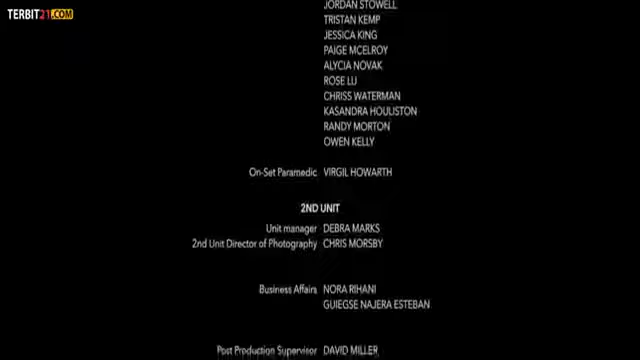 TERBIT21.COM
JORDAN STOWELL
TRISTAN KEMP
JESSICA KING
PAIGE MCELROY
ALYCIA NOVAK
ROSE LIJ
CHRISS WATERMAN
KASANDRA HOULISTON
RANDY MORTON
OWEN KELLY
On-Set Paramedic VIRGIL HOWARTH
2ND UNIT
Unit manager DEBRA MARKS
2nd Unit Director of Photography CHRIS MORSBY
Business Affairs NORA RIHANI
GUIEGSE NAJERA ESTEBAN
Post Production Supervisor DAVID MILLER